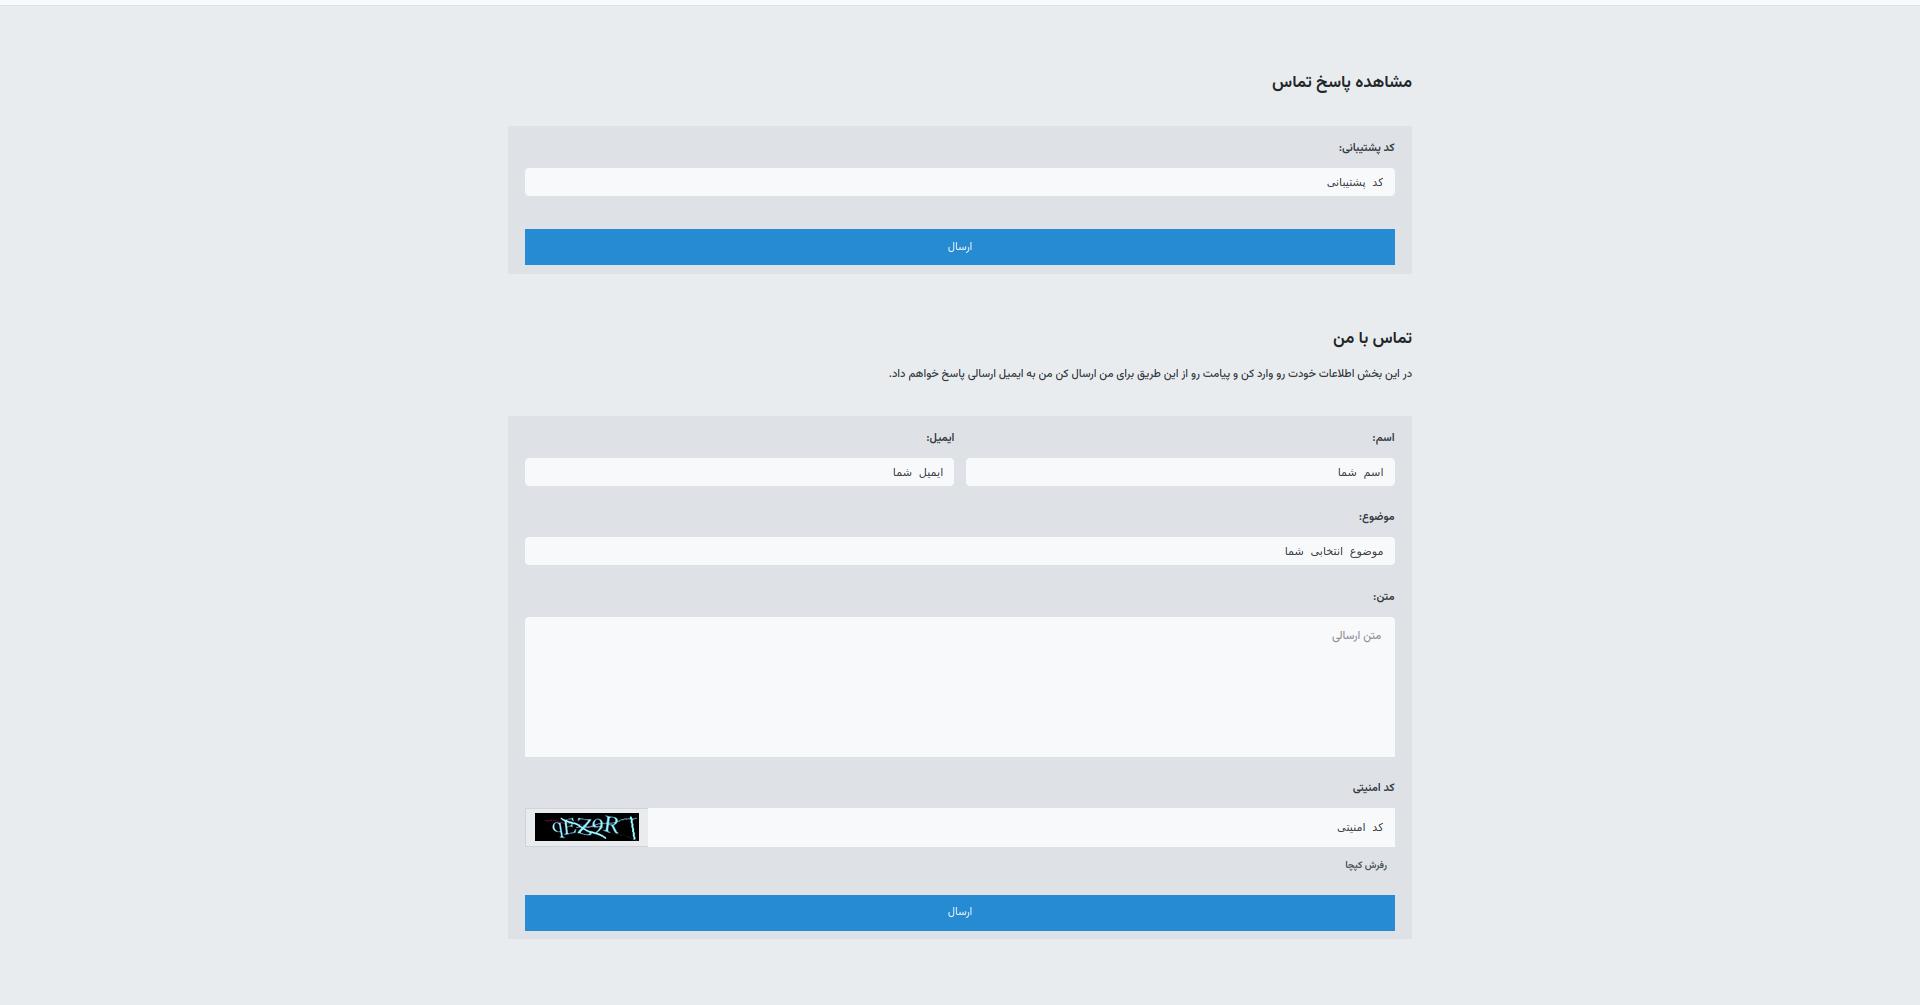 مشاهده پاسخ تماس
کد پشتیبانی:
کد پشتیبانی
ارسال
تماس با من
در این بخش اطلاعات خودت رو وارد کن و پیامت رو از این طریق برای من ارسال کن من به ایمیل ارسالی پاسخ خواهم داد.
اسم:
ایمیل:
اسم شما
ایمیل شما
موضوع:
موضوع انتخابی شما
متن:
متن ارسالی
کد امنیتی
کد امنیتی
رفرش کپچا
ارسال